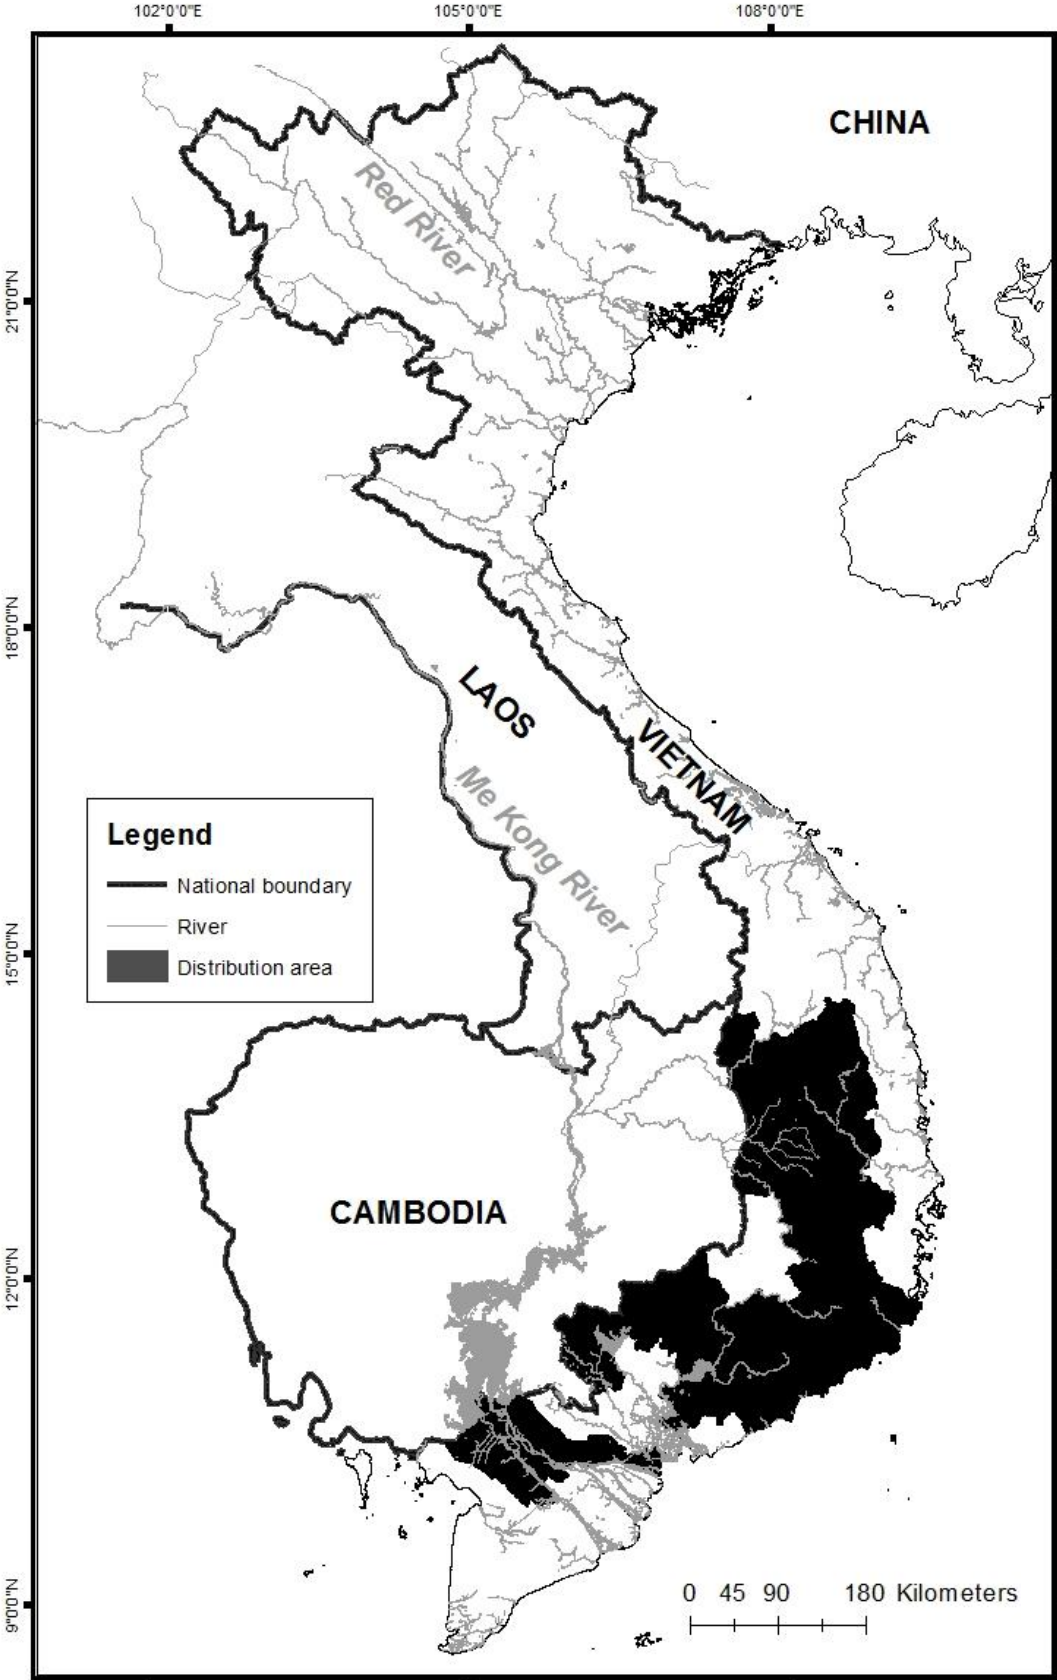 102°0'0"E 105°0'0"E 108°0'0"E
CHINA
Red River
21°0'0"N
18°0'0"N
LAOS
VIETNAM
Me Kong River
Legend
National boundary
River
Distribution area
15°0'0"N
CAMBODIA
12°0'0"N
9°0'0"N
0 45 90 180 Kilometers